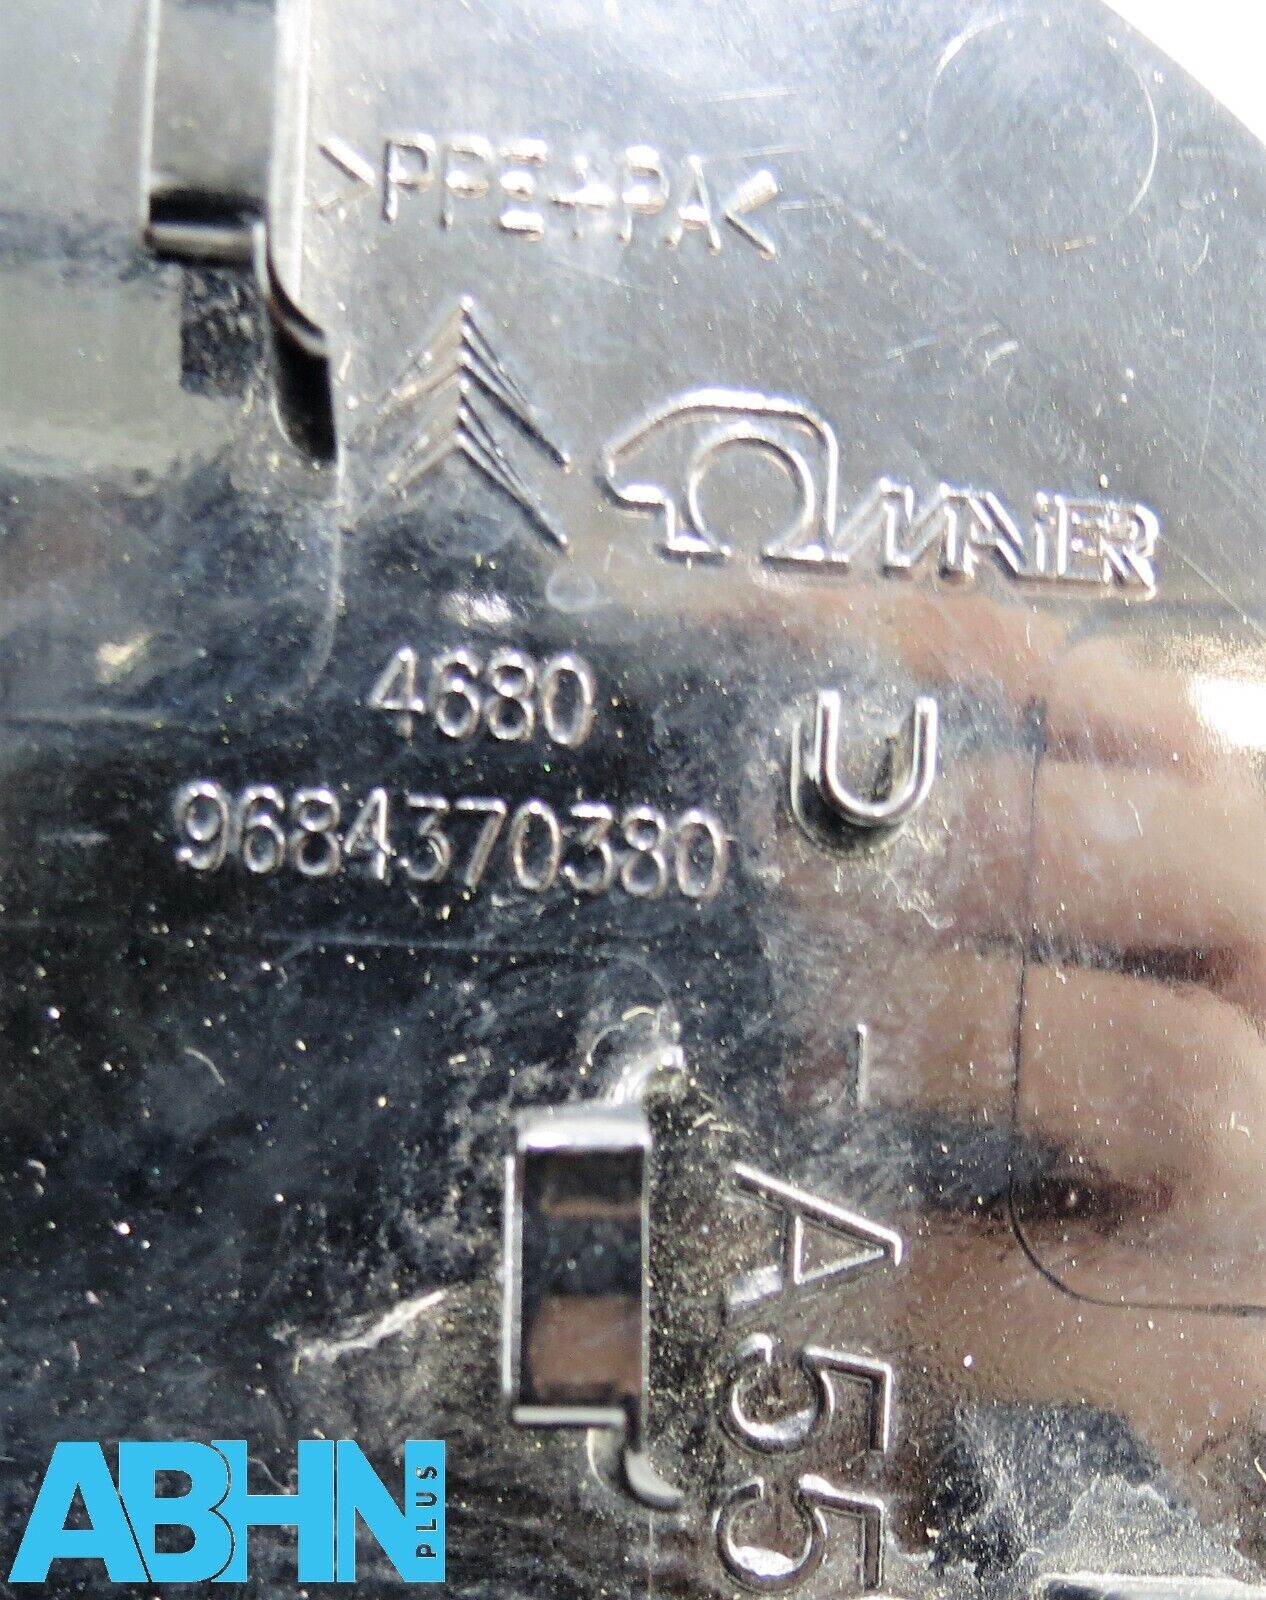 >PPE+PA<
MAiER
4680
U
9684370380
-A55
ABHN
PLUS